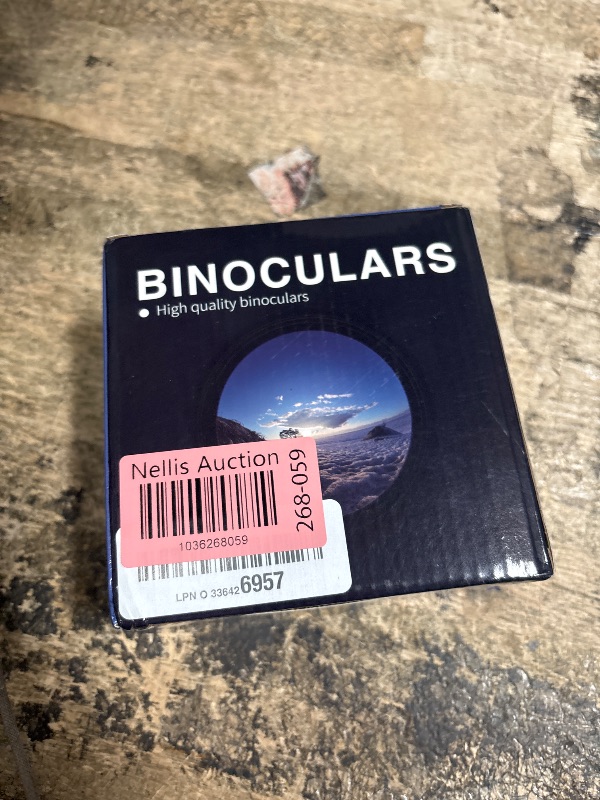 BINOCULARS
● High quality binoculars
Nellis Auction
268-059
1036268059
LPN O 336426957